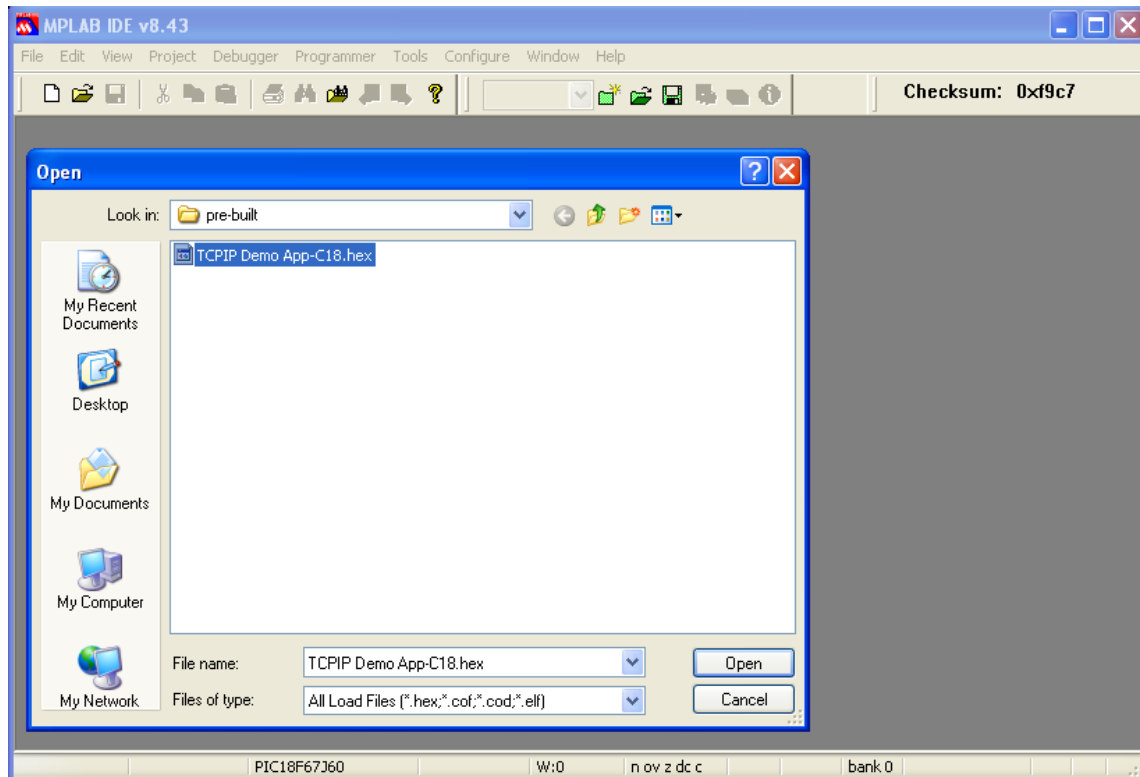 MPLAB IDE v8.43
File Edit View Project Debugger Programmer Tools Configure Window Help
Checksum: 0xf9c7
Open
Look in: pre-built
TCPIP Demo App-C18.hex
My Recent
Documents
Desktop
My Documents
My Computer
My Network
File name: TCPIP Demo App-C18.hex Open
Files of type: All Load Files (*.hex;*.cof;*.cod;*.elf) Cancel
PIC18F67J60 W:0 n ov z dc c bank 0